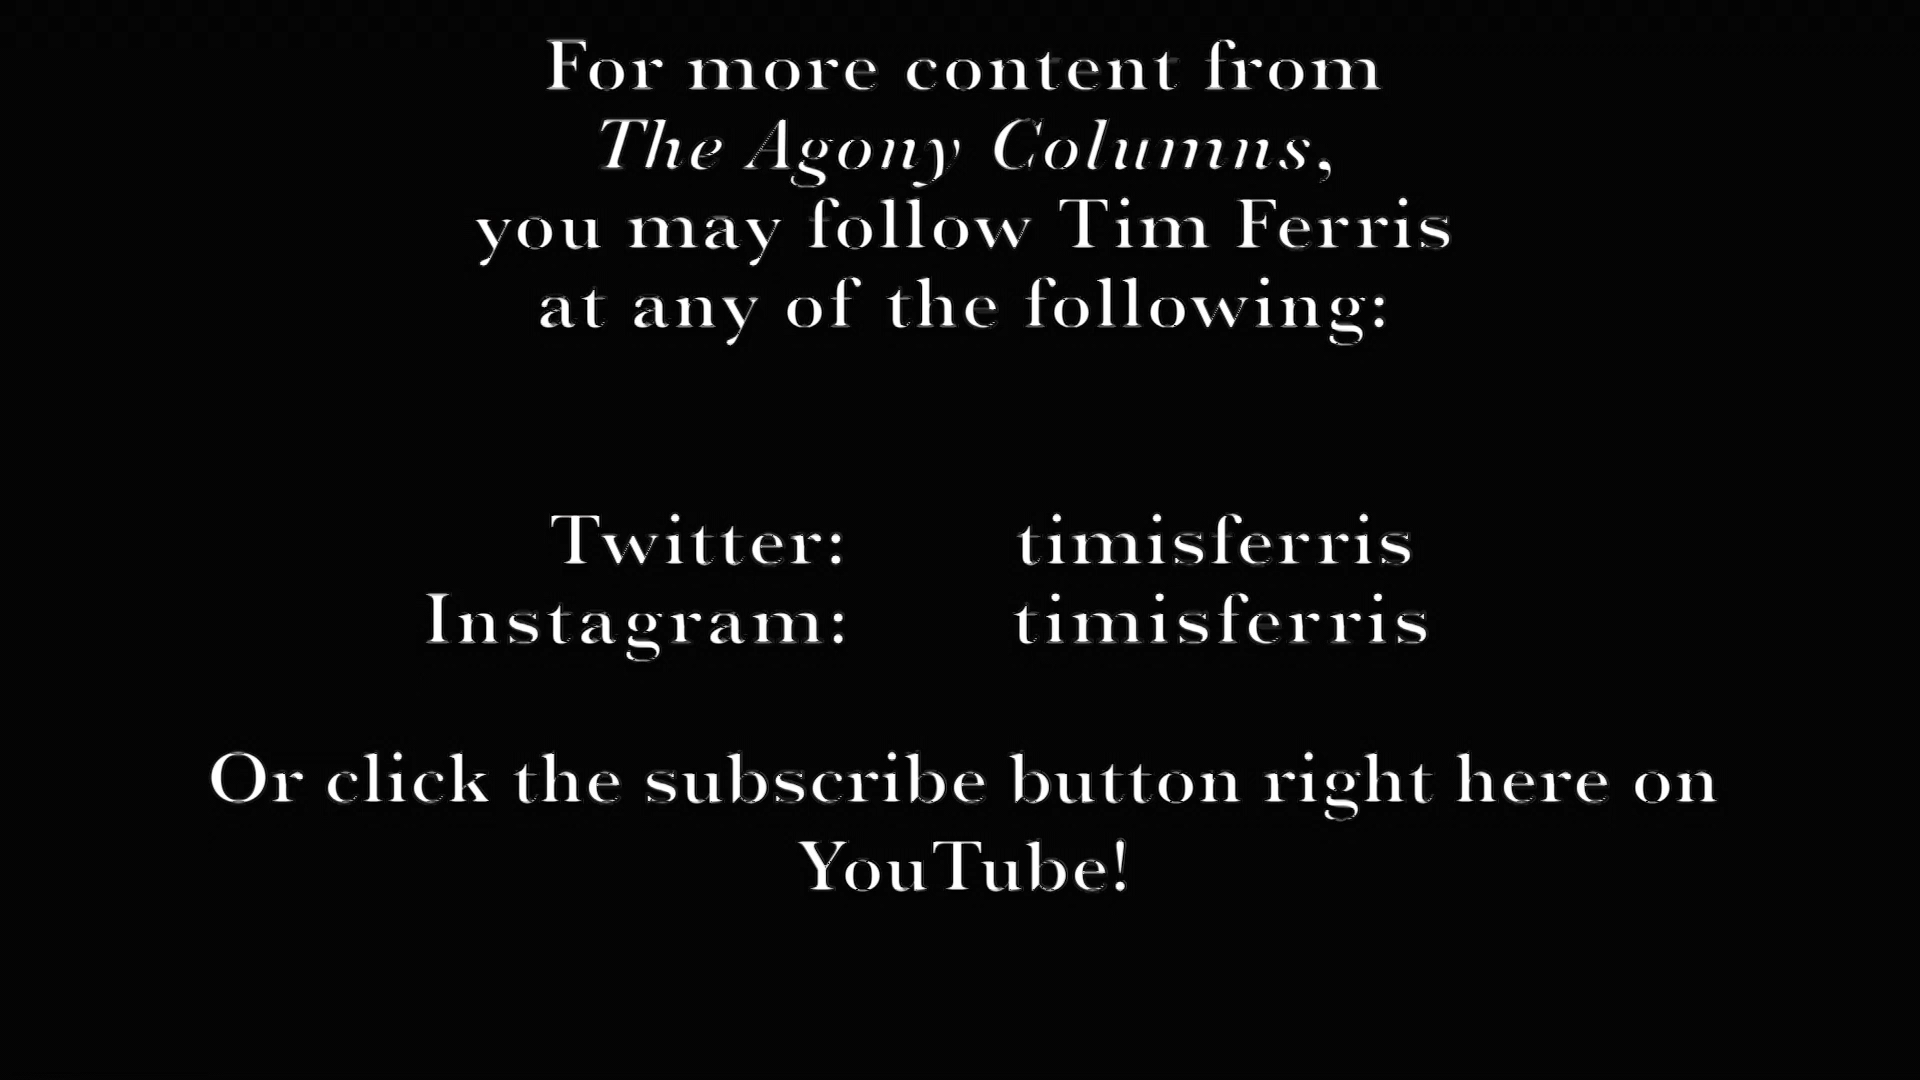 For more content from
The Agony Columns,
you may follow Tim Ferris
at any of the following:
Twitter: timisferris
Instagram: timisferris
Or click the subscribe button right here on
YouTube!